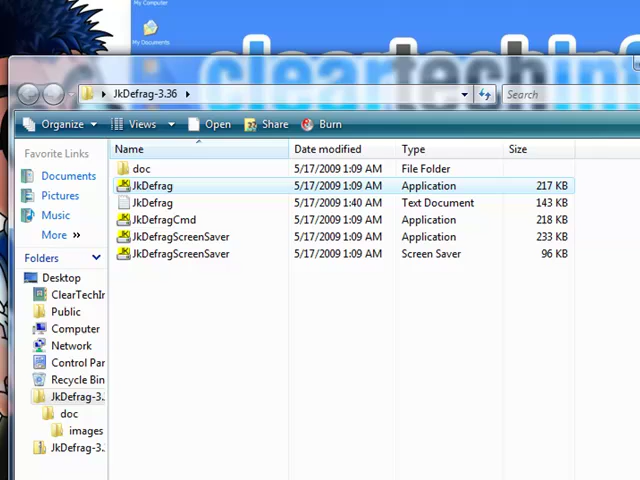 My Computer
My Documents
cleartechinf
JkDefrag-3.36
Search
Organize Views Open Share Burn
Favorite Links
Documents
Pictures
Music
More »
Folders
Desktop
ClearTechIr
Public
Computer
Network
Control Par
Recycle Bin
JkDefrag-3.
doc
images
JkDefrag-3.
Name Date modified Type Size
doc 5/17/2009 1:09 AM File Folder
JkDefrag 5/17/2009 1:09 AM Application 217 KB
JkDefrag 5/17/2009 1:40 AM Text Document 143 KB
JkDefragCmd 5/17/2009 1:09 AM Application 218 KB
JkDefragScreenSaver 5/17/2009 1:09 AM Application 233 KB
JkDefragScreenSaver 5/17/2009 1:09 AM Screen Saver 96 KB